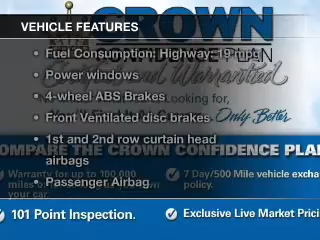 VEHICLE FEATURES
CROWN
• Fuel Consumption: Highway: 19 mpg
• Power windows
• 4-wheel ABS Brakes
Looking for,
• Front Ventilated disc brakes
Only Better
• 1st and 2nd row curtain head
airbags
COMPARE THE CROWN CONFIDENCE PLAN
Warranty for up to 100,000
miles
your car.
7 Day/500 Mile vehicle excha
policy.
• Passenger Airbag
101 Point Inspection.
Exclusive Live Market Prici